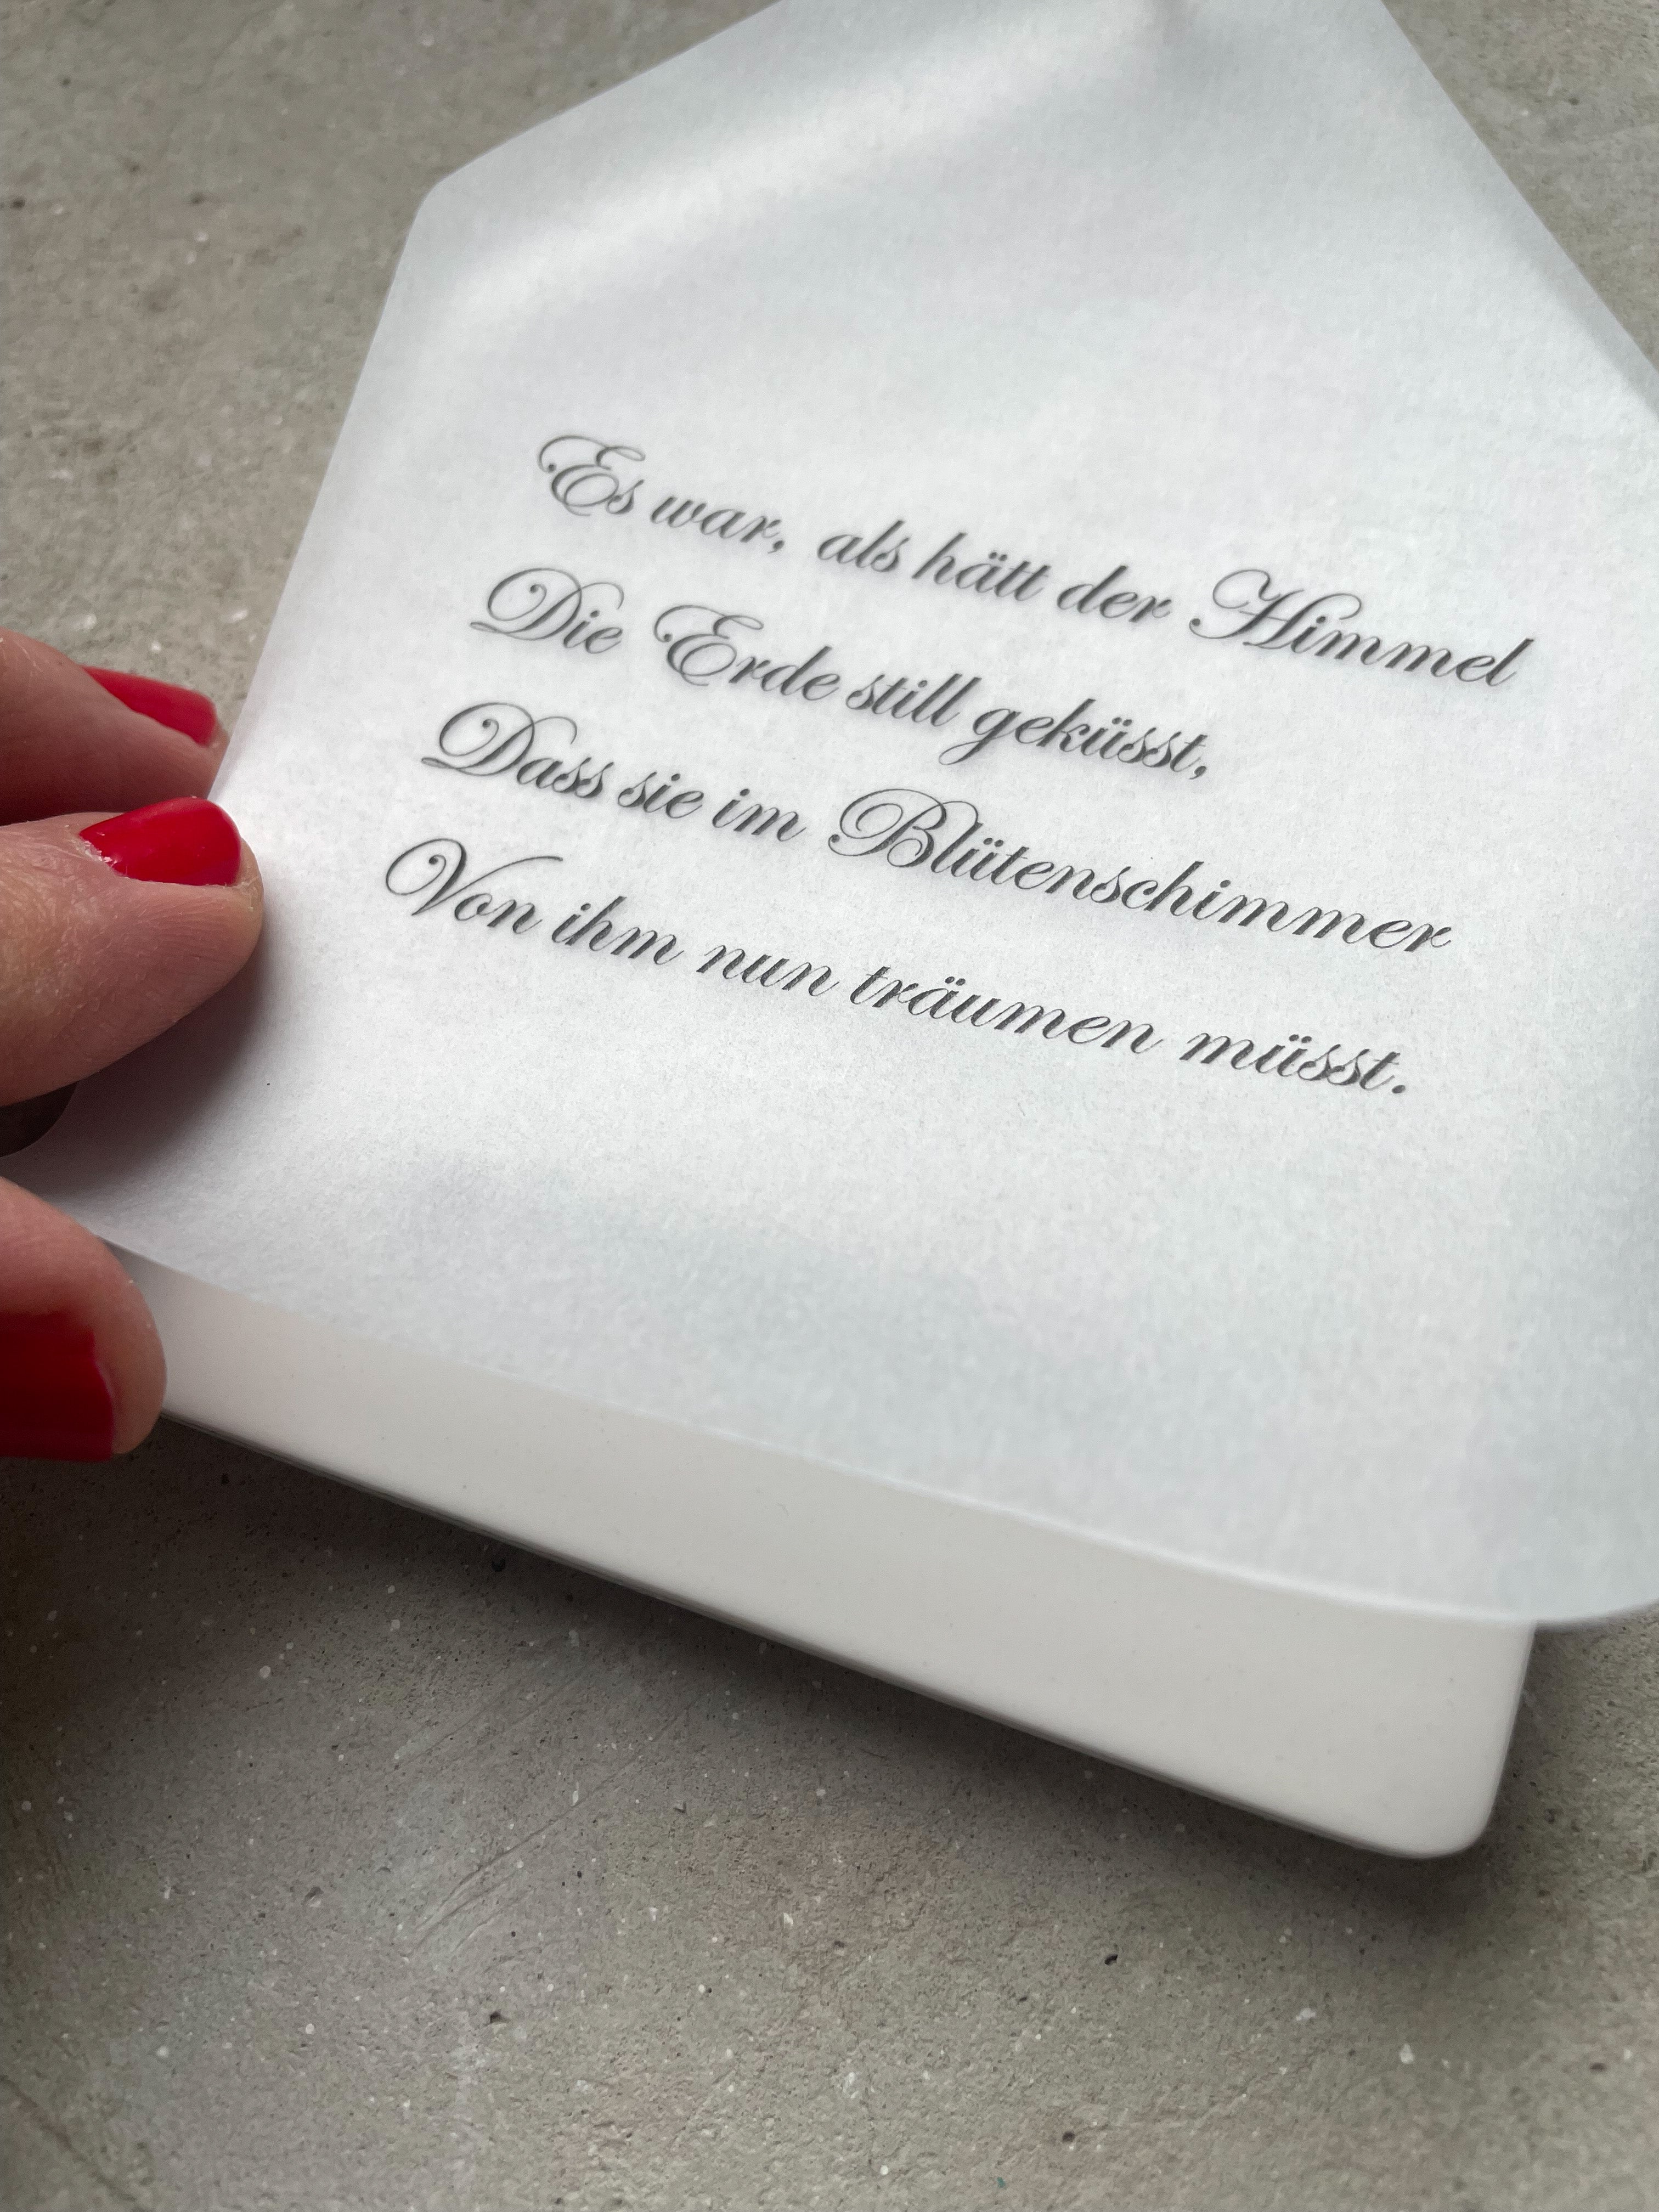 Es war, als hätt der Himmel
Die Erde still geküsst,
Dass sie im Blütenschimmer
Von ihm nun träumen müsst.